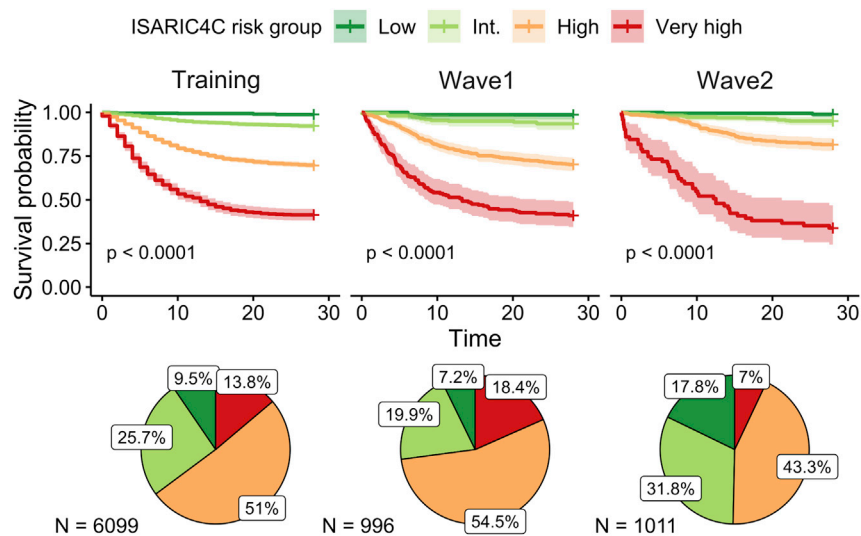 ISARIC4C risk group Low Int. High Very high
Training Wave1 Wave2
Survival probability
1.00
0.75
0.50
0.25
0.00
p < 0.0001 p < 0.0001 p < 0.0001
0 10 20 30 0 10 20 30 0 10 20 30
Time
9.5% 13.8% 7.2% 18.4% 17.8% 7%
25.7% 19.9% 31.8% 43.3%
51% 54.5%
N = 6099 N = 996 N = 1011